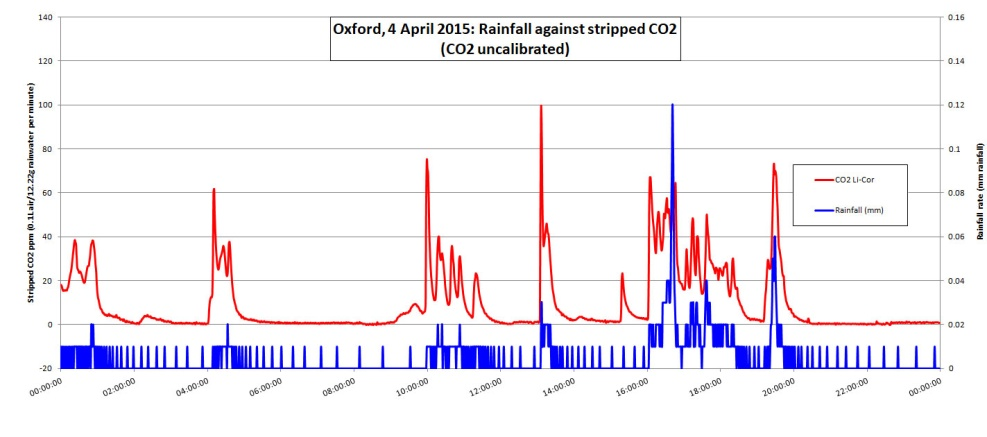 Oxford, 4 April 2015: Rainfall against stripped CO2
(CO2 uncalibrated)
Stripped CO2 ppm (0.1Lair/12.22g rainwater per minute)
140
120
100
80
60
40
20
0
-20
0.16
0.14
0.12
0.1
0.08
0.06
0.04
0.02
0
Rainfall rate (mm rainfall)
CO2 Li-Cor
Rainfall (mm)
00:00:00 02:00:00 04:00:00 06:00:00 08:00:00 10:00:00 12:00:00 14:00:00 16:00:00 18:00:00 20:00:00 22:00:00 00:00:00